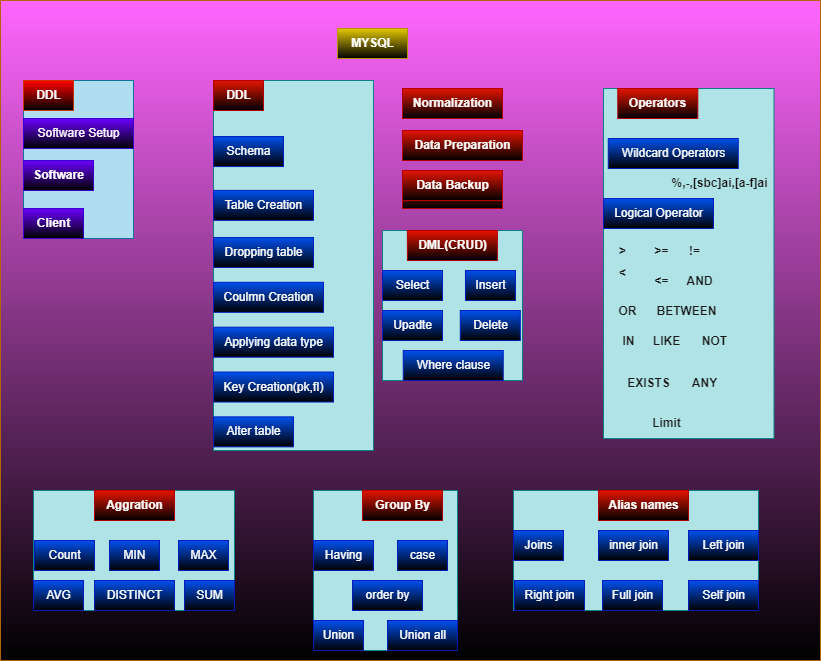 MYSQL
DDL
Software Setup
Software
Client
DDL
Schema
Table Creation
Dropping table
Coulmn Creation
Applying data type
Key Creation(pk,fl)
Alter table
Normalization
Data Preparation
Data Backup
DML(CRUD)
Select Insert
Upadte Delete
Where clause
Operators
Wildcard Operators
%,-,[sbc]ai,[a-f]ai
Logical Operator
> >= !=
< <= AND
OR BETWEEN
IN LIKE NOT
EXISTS ANY
Limit
Aggration
Count MIN MAX
AVG DISTINCT SUM
Group By
Having case
order by
Union Union all
Alias names
Joins inner join Left join
Right join Full join Self join